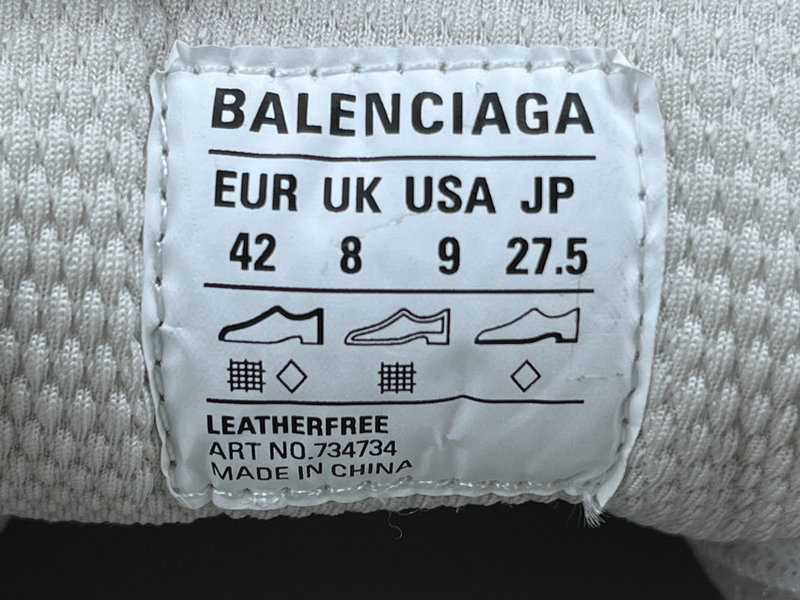 BALENCIAGA
EUR UK USA JP
42 8 9 27.5
LEATHERFREE
ART NO.734734
MADE IN CHINA